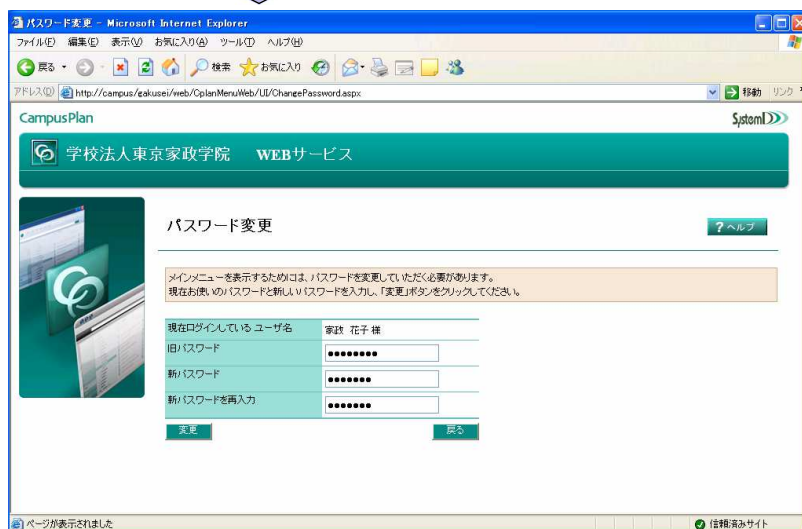 パスワード変更 - Microsoft Internet Explorer
ファイル(F) 編集(E) 表示(V) お気に入り(A) ツール(T) ヘルプ(H)
戻る 検索 お気に入り
アドレス(D) http://campus/gakusei/web/CplanMenuWeb/UI/ChangePassword.aspx 移動 リンク
CampusPlan SystemD
学校法人東京家政学院 WEBサービス
パスワード変更 ?ヘルプ
メインメニューを表示するためには、パスワードを変更していただく必要があります。
現在お使いのパスワードと新しいパスワードを入力し、「変更」ボタンをクリックしてください。
現在ログインしているユーザ名 家政 花子 様
旧パスワード ●●●●●●●●
新パスワード ●●●●●●●
新パスワードを再入力 ●●●●●●●
変更 戻る
ページが表示されました 信頼済みサイト